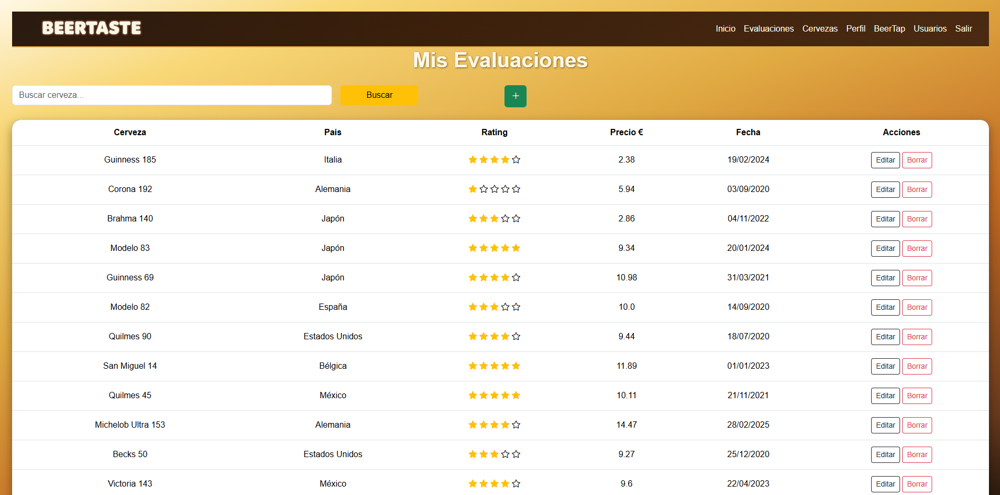 BEERTASTE
Inicio Evaluaciones Cervezas Perfil BeerTap Usuarios Salir
Mis Evaluaciones
Buscar cerveza... Buscar +
Cerveza País Rating Precio € Fecha Acciones
Guinness 185 Italia 2.38 19/02/2024 Editar Borrar
Corona 192 Alemania 5.94 03/09/2020 Editar Borrar
Brahma 140 Japón 2.86 04/11/2022 Editar Borrar
Modelo 83 Japón 9.34 20/01/2024 Editar Borrar
Guinness 69 Japón 10.98 31/03/2021 Editar Borrar
Modelo 82 España 10.0 14/09/2020 Editar Borrar
Quilmes 90 Estados Unidos 9.44 18/07/2020 Editar Borrar
San Miguel 14 Bélgica 11.89 01/01/2023 Editar Borrar
Quilmes 45 México 10.11 21/11/2021 Editar Borrar
Michelob Ultra 153 Alemania 14.47 28/02/2025 Editar Borrar
Becks 50 Estados Unidos 9.27 25/12/2020 Editar Borrar
Victoria 143 México 9.6 22/04/2023 Editar Borrar